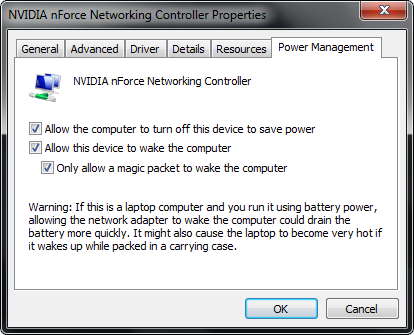 NVIDIA nForce Networking Controller Properties
General Advanced Driver Details Resources Power Management
NVIDIA nForce Networking Controller
Allow the computer to turn off this device to save power
Allow this device to wake the computer
Only allow a magic packet to wake the computer
Warning: If this is a laptop computer and you run it using battery power,
allowing the network adapter to wake the computer could drain the
battery more quickly. It might also cause the laptop to become very hot if
it wakes up while packed in a carrying case.
OK Cancel